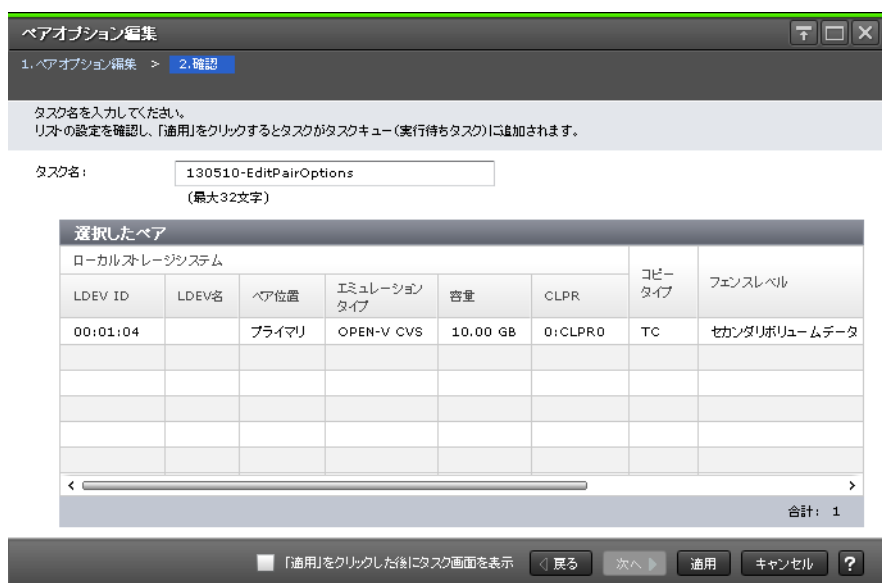 ペアオプション編集
1.ペアオプション編集 > 2.確認
タスク名を入力してください。
リストの設定を確認し、「適用」をクリックするとタスクがタスクキュー(実行待ちタスク)に追加されます。
タスク名: 130510-EditPairOptions
(最大32文字)
選択したペア
ローカルストレージシステム
LDEV ID LDEV名 ペア位置 エミュレーションタイプ 容量 CLPR コピータイプ フェンスレベル
00:01:04 プライマリ OPEN-V CVS 10.00 GB 0:CLPR0 TC セカンダリボリュームデータ
合計: 1
「適用」をクリックした後にタスク画面を表示 戻る 次へ 適用 キャンセル ?